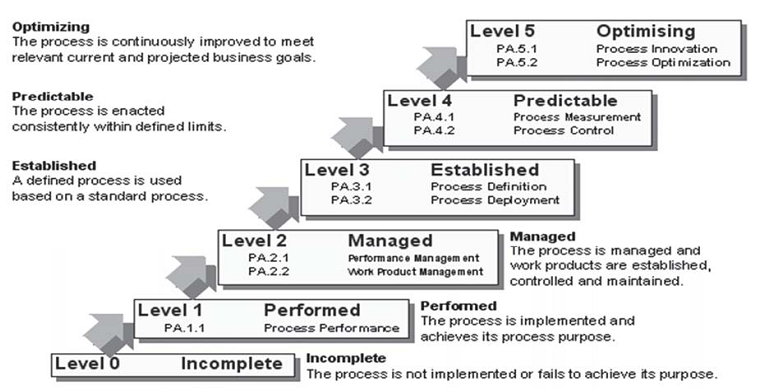 Optimizing
The process is continuously improved to meet
relevant current and projected business goals.
Level 5 Optimising
PA.5.1 Process Innovation
PA.5.2 Process Optimization
Predictable
The process is enacted
consistently within defined limits.
Level 4 Predictable
PA.4.1 Process Measurement
PA.4.2 Process Control
Established
A defined process is used
based on a standard process.
Level 3 Established
PA.3.1 Process Definition
PA.3.2 Process Deployment
Level 2 Managed
PA.2.1 Performance Management
PA.2.2 Work Product Management
Managed
The process is managed and
work products are established,
controlled and maintained.
Level 1 Performed
PA.1.1 Process Performance
Performed
The process is implemented and
achieves its process purpose.
Level 0 Incomplete
Incomplete
The process is not implemented or fails to achieve its purpose.